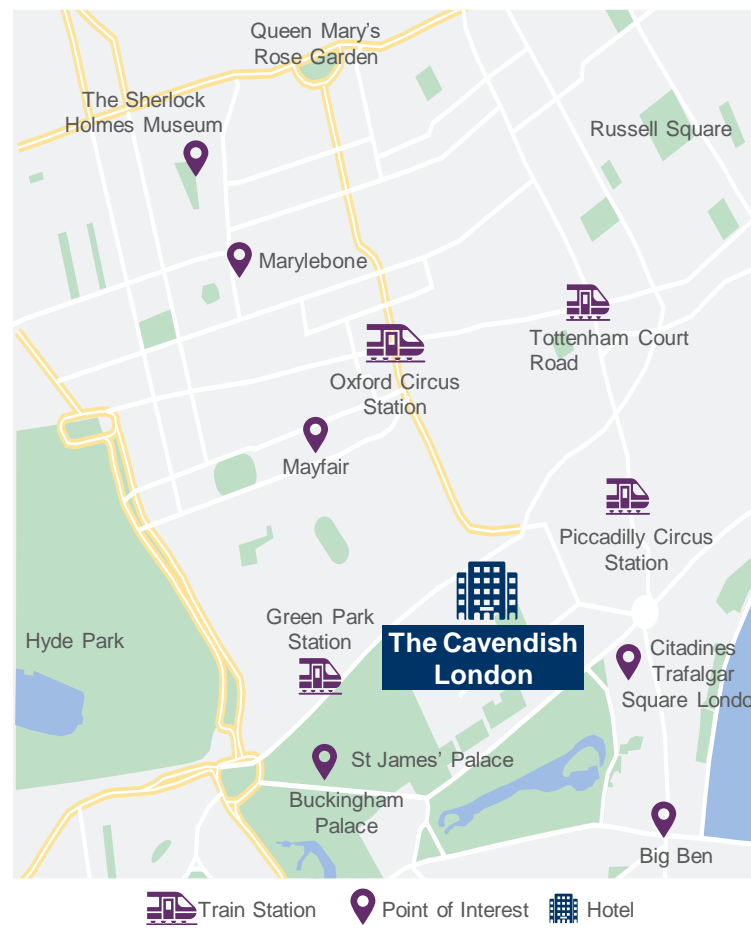 Queen Mary's
Rose Garden
The Sherlock
Holmes Museum
Russell Square
Marylebone
Tottenham Court
Road
Oxford Circus
Station
Mayfair
Piccadilly Circus
Station
Green Park
Station
Hyde Park
The Cavendish
London
Citadines
Trafalgar
Square Londo
St James' Palace
Buckingham
Palace
Big Ben
Train Station
Point of Interest
Hotel